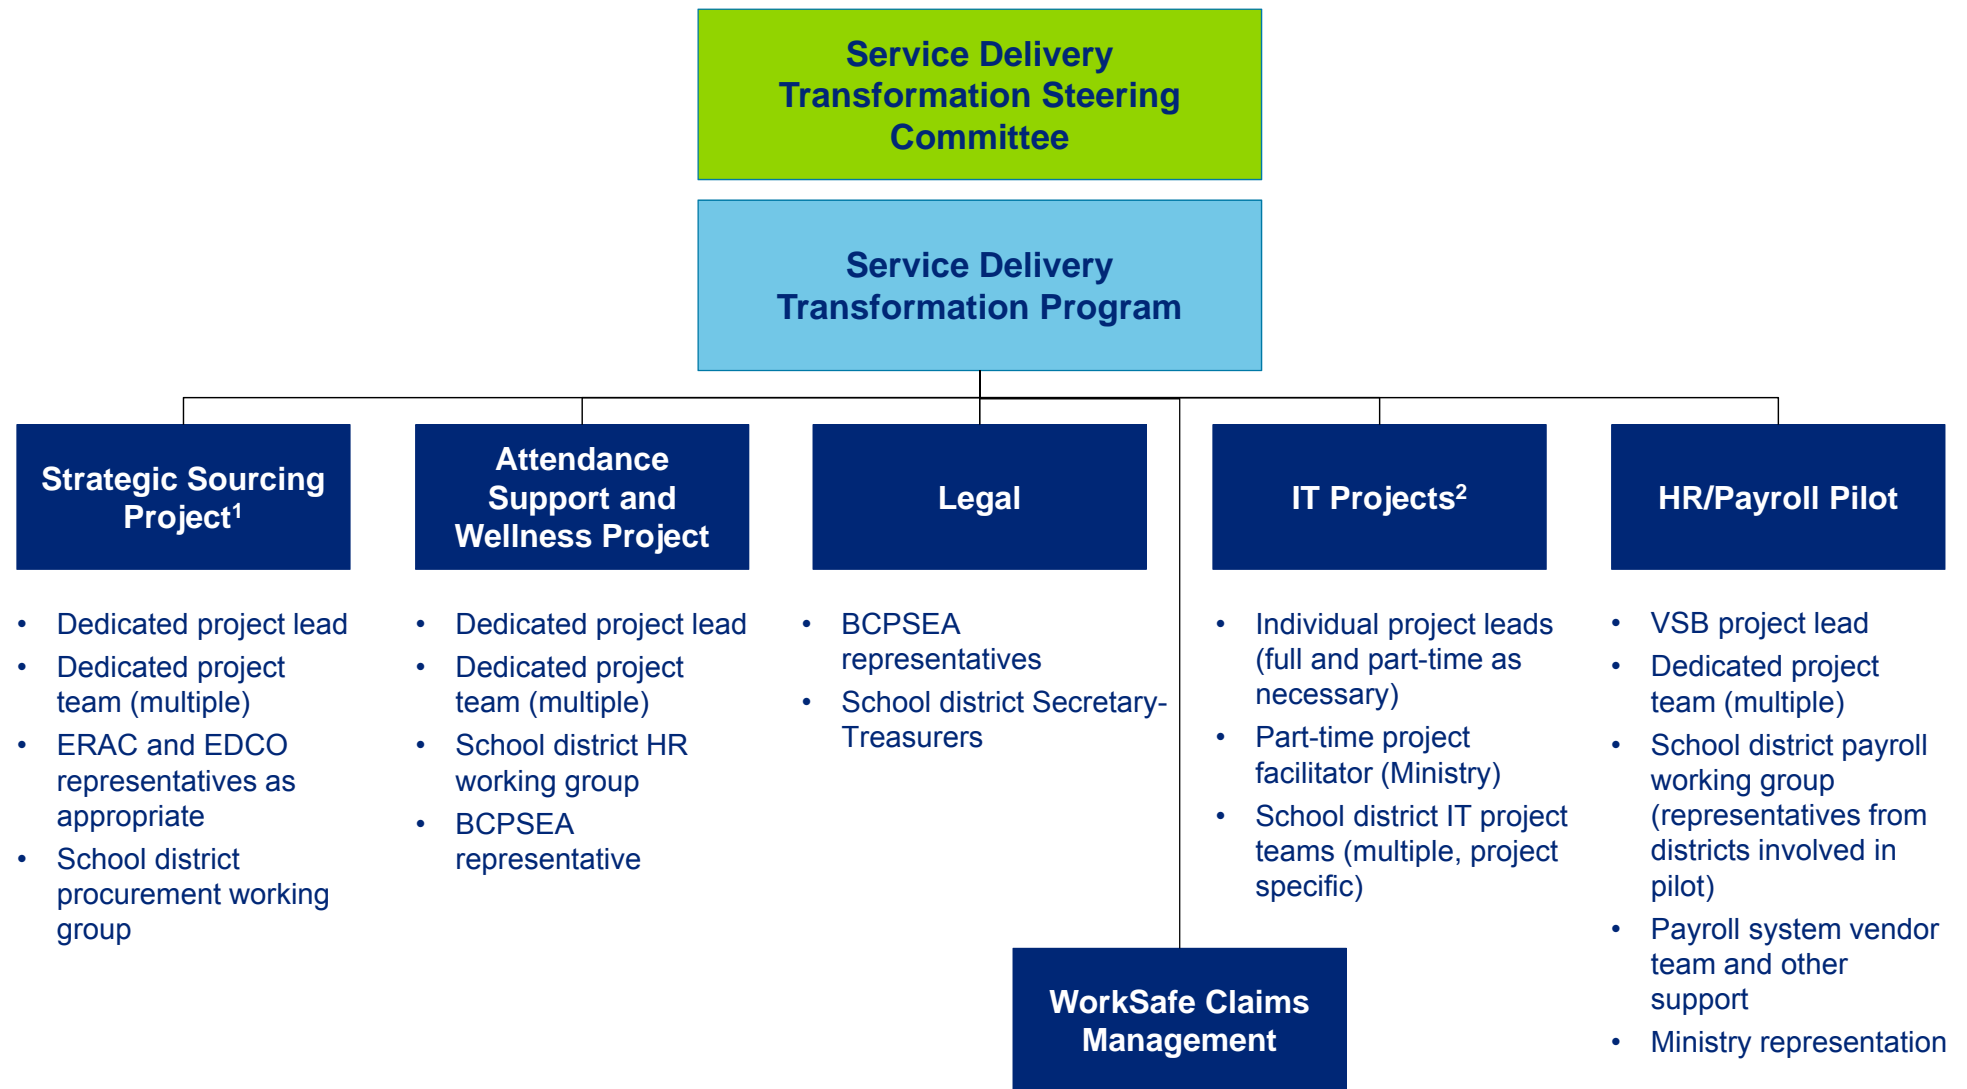 Service Delivery
Transformation Steering
Committee
Service Delivery
Transformation Program
Strategic Sourcing
Project1
Attendance
Support and
Wellness Project
Legal
IT Projects2
HR/Payroll Pilot
• Dedicated project lead
• Dedicated project
team (multiple)
• ERAC and EDCO
representatives as
appropriate
• School district
procurement working
group
• Dedicated project lead
• Dedicated project
team (multiple)
• School district HR
working group
• BCPSEA
representative
• BCPSEA
representatives
• School district Secretary-
Treasurers
• Individual project leads
(full and part-time as
necessary)
• Part-time project
facilitator (Ministry)
• School district IT project
teams (multiple, project
specific)
• VSB project lead
• Dedicated project
team (multiple)
• School district payroll
working group
(representatives from
districts involved in
pilot)
• Payroll system vendor
team and other
support
• Ministry representation
WorkSafe Claims
Management